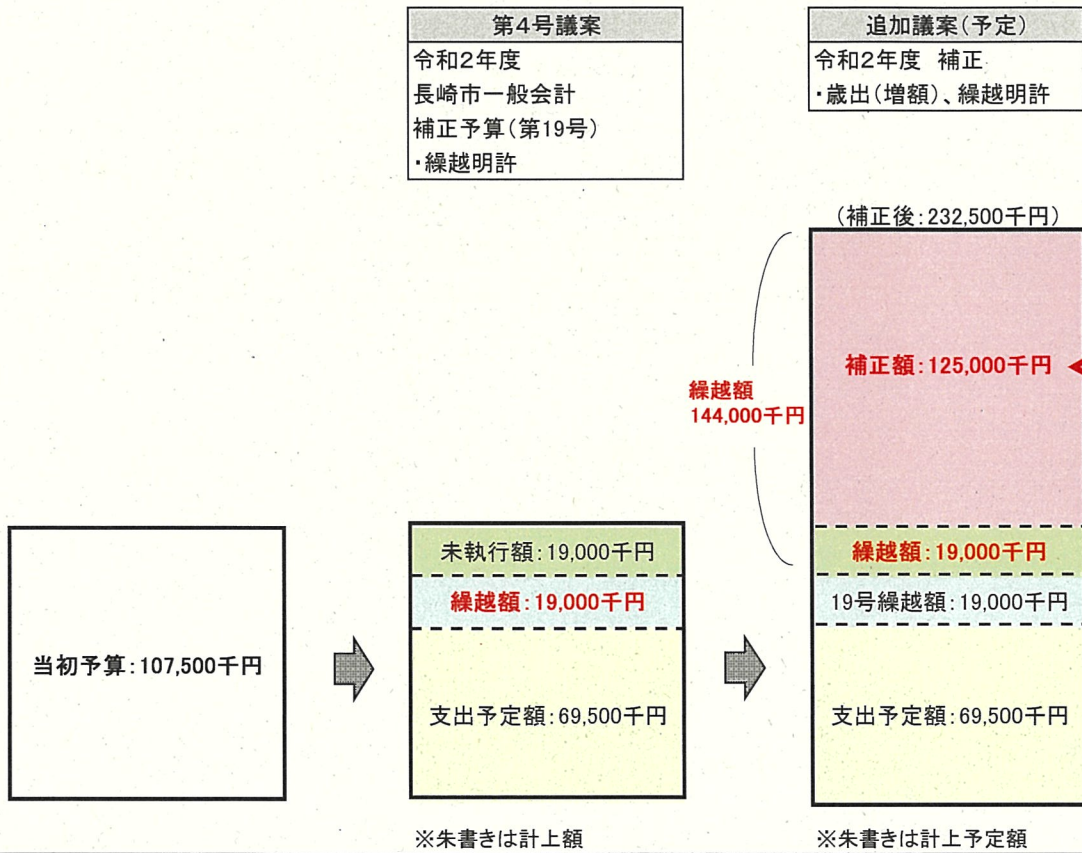 第4号議案
令和2年度
長崎市一般会計
補正予算(第19号)
・繰越明許
追加議案(予定)
令和2年度 補正
・歳出(増額)、繰越明許
(補正後:232,500千円)
補正額:125,000千円
繰越額
144,000千円
当初予算:107,500千円
未執行額:19,000千円
繰越額:19,000千円
支出予定額:69,500千円
繰越額:19,000千円
19号繰越額:19,000千円
支出予定額:69,500千円
※朱書きは計上額
※朱書きは計上予定額